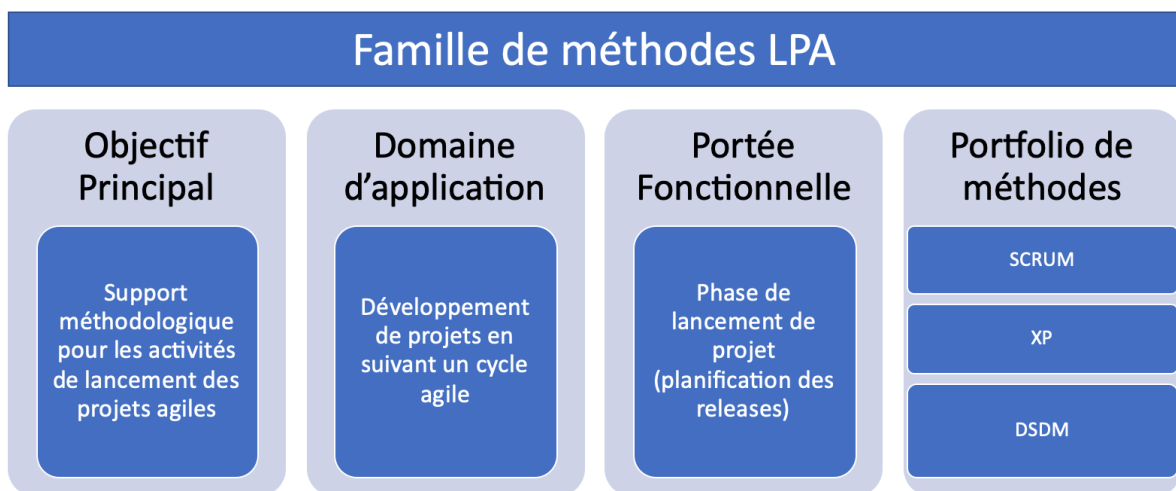 Famille de méthodes LPA
Objectif
Principal
Support
méthodologique
pour les activités
de lancement des
projets agiles
Domaine
d’application
Développement
de projets en
suivant un cycle
agile
Portée
Fonctionnelle
Phase de
lancement de
projet
(planification des
releases)
Portfolio de
méthodes
SCRUM
XP
DSDM